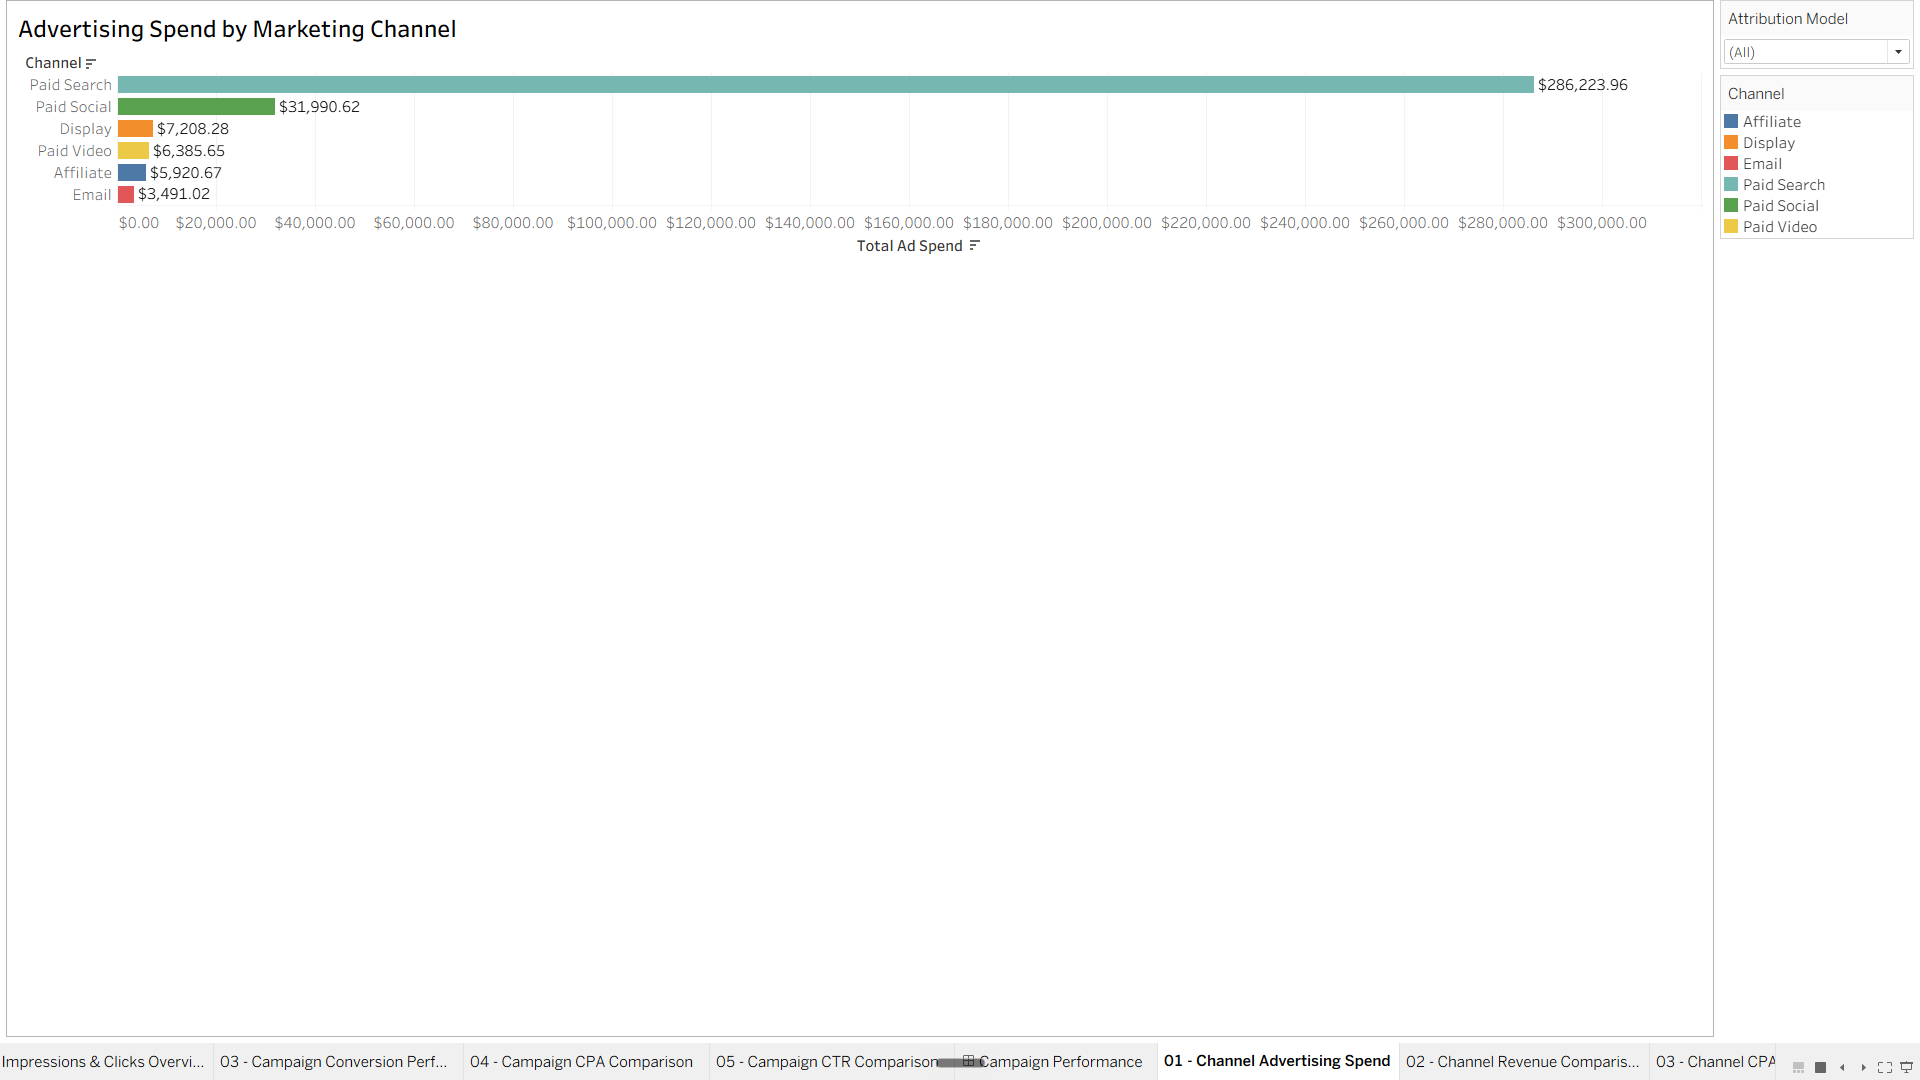 Advertising Spend by Marketing Channel
Channel
Paid Search $286,223.96
Paid Social $31,990.62
Display $7,208.28
Paid Video $6,385.65
Affiliate $5,920.67
Email $3,491.02
$0.00 $20,000.00 $40,000.00 $60,000.00 $80,000.00 $100,000.00 $120,000.00 $140,000.00 $160,000.00 $180,000.00 $200,000.00 $220,000.00 $240,000.00 $260,000.00 $280,000.00 $300,000.00
Total Ad Spend
Attribution Model
(All)
Channel
Affiliate
Display
Email
Paid Search
Paid Social
Paid Video
Impressions & Clicks Overvi... 03 - Campaign Conversion Perf... 04 - Campaign CPA Comparison 05 - Campaign CTR Comparison Campaign Performance 01 - Channel Advertising Spend 02 - Channel Revenue Comparis... 03 - Channel CPA